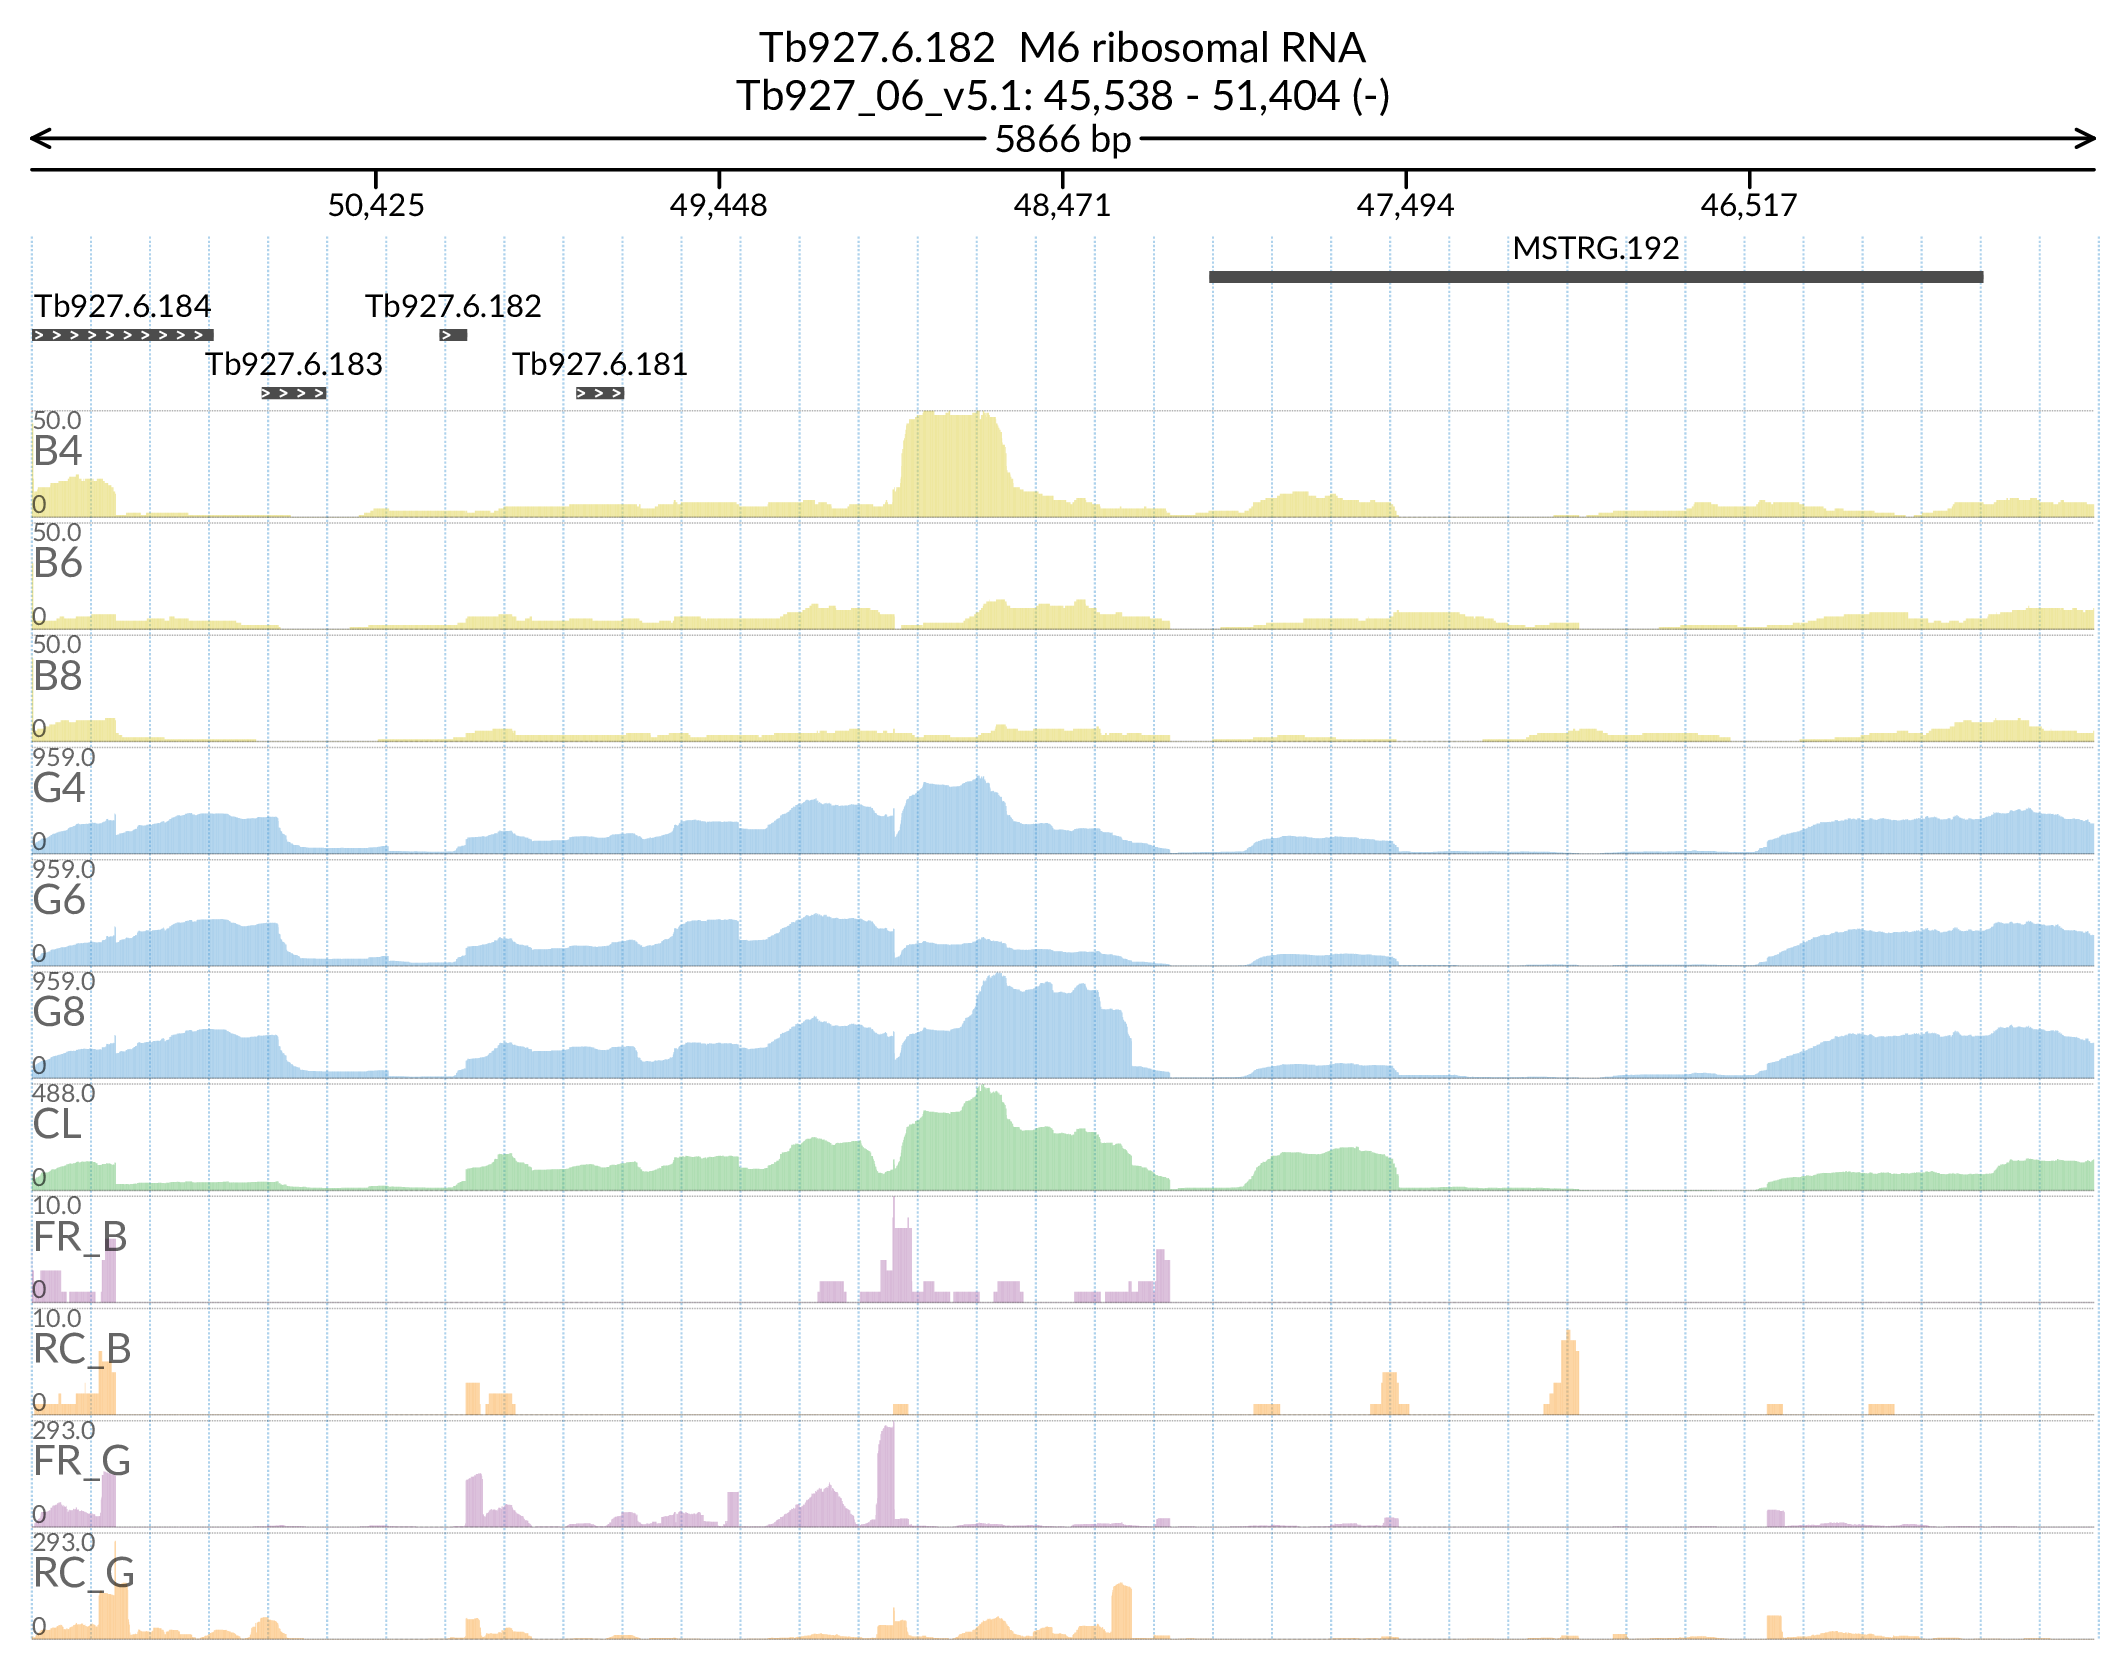 Tb927.6.182  M6 ribosomal RNA
Tb927_06_v5.1: 45,538 - 51,404 (-)
5866 bp
50,425 49,448 48,471 47,494 46,517
MSTRG.192
Tb927.6.184 Tb927.6.182
Tb927.6.183 Tb927.6.181
50.0
B4
0
50.0
B6
0
50.0
B8
0
959.0
G4
0
959.0
G6
0
959.0
G8
0
488.0
CL
0
10.0
FR_B
0
10.0
RC_B
0
293.0
FR_G
0
293.0
RC_G
0